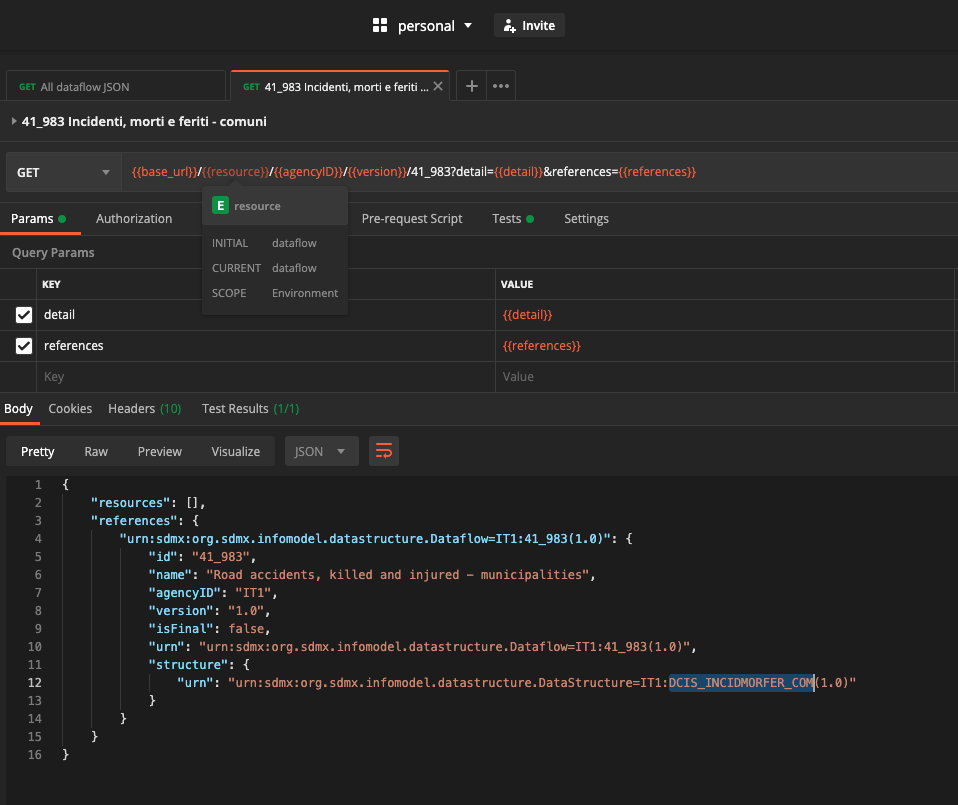 personal Invite
GET All dataflow JSON GET 41_983 Incidenti, morti e feriti ...
41_983 Incidenti, morti e feriti - comuni
GET {{base_url}}/{{resource}}/{{agencyID}}/{{version}}/41_983?detail={{detail}}&references={{references}}
E resource
INITIAL dataflow
CURRENT dataflow
SCOPE Environment
Params Authorization Pre-request Script Tests Settings
Query Params
KEY VALUE
detail {{detail}}
references {{references}}
Key Value
Body Cookies Headers (10) Test Results (1/1)
Pretty Raw Preview Visualize JSON
1 {
2 "resources": [],
3 "references": {
4 "urn:sdmx:org.sdmx.infomodel.datastructure.Dataflow=IT1:41_983(1.0)": {
5 "id": "41_983",
6 "name": "Road accidents, killed and injured – municipalities",
7 "agencyID": "IT1",
8 "version": "1.0",
9 "isFinal": false,
10 "urn": "urn:sdmx:org.sdmx.infomodel.datastructure.Dataflow=IT1:41_983(1.0)",
11 "structure": {
12 "urn": "urn:sdmx:org.sdmx.infomodel.datastructure.DataStructure=IT1:DCIS_INCIDMORFER_COM(1.0)"
13 }
14 }
15 }
16 }